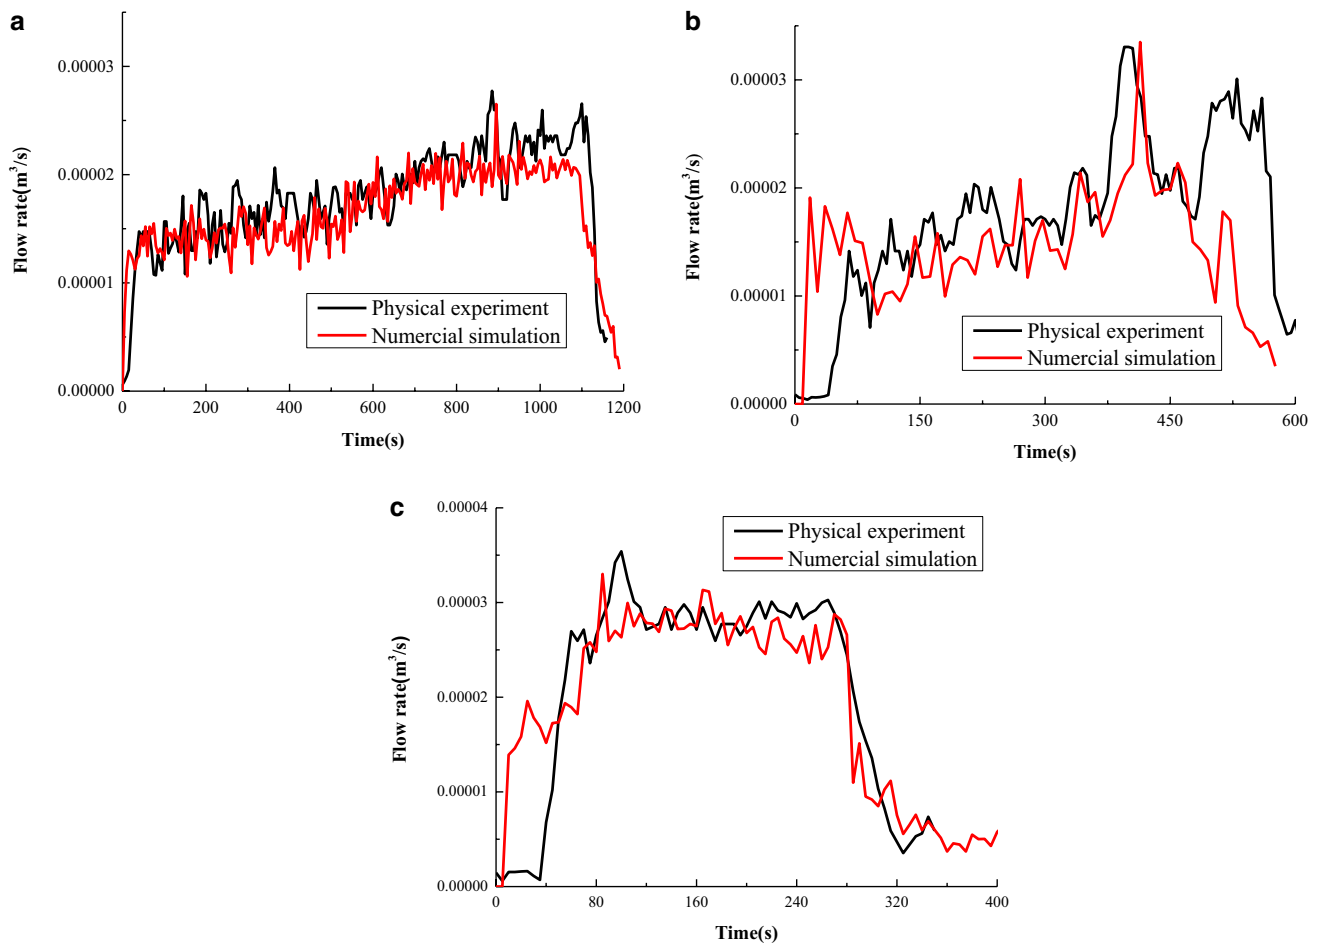 a
0.00003
0.00002
0.00001
0.00000
Flow rate(m³/s)
0 200 400 600 800 1000 1200
Time(s)
Physical experiment
Numercial simulation
b
0.00003
0.00002
0.00001
0.00000
Flow rate(m³/s)
0 150 300 450 600
Time(s)
Physical experiment
Numercial simulation
c
0.00004
0.00003
0.00002
0.00001
0.00000
Flow rate(m³/s)
0 80 160 240 320 400
Time(s)
Physical experiment
Numercial simulation